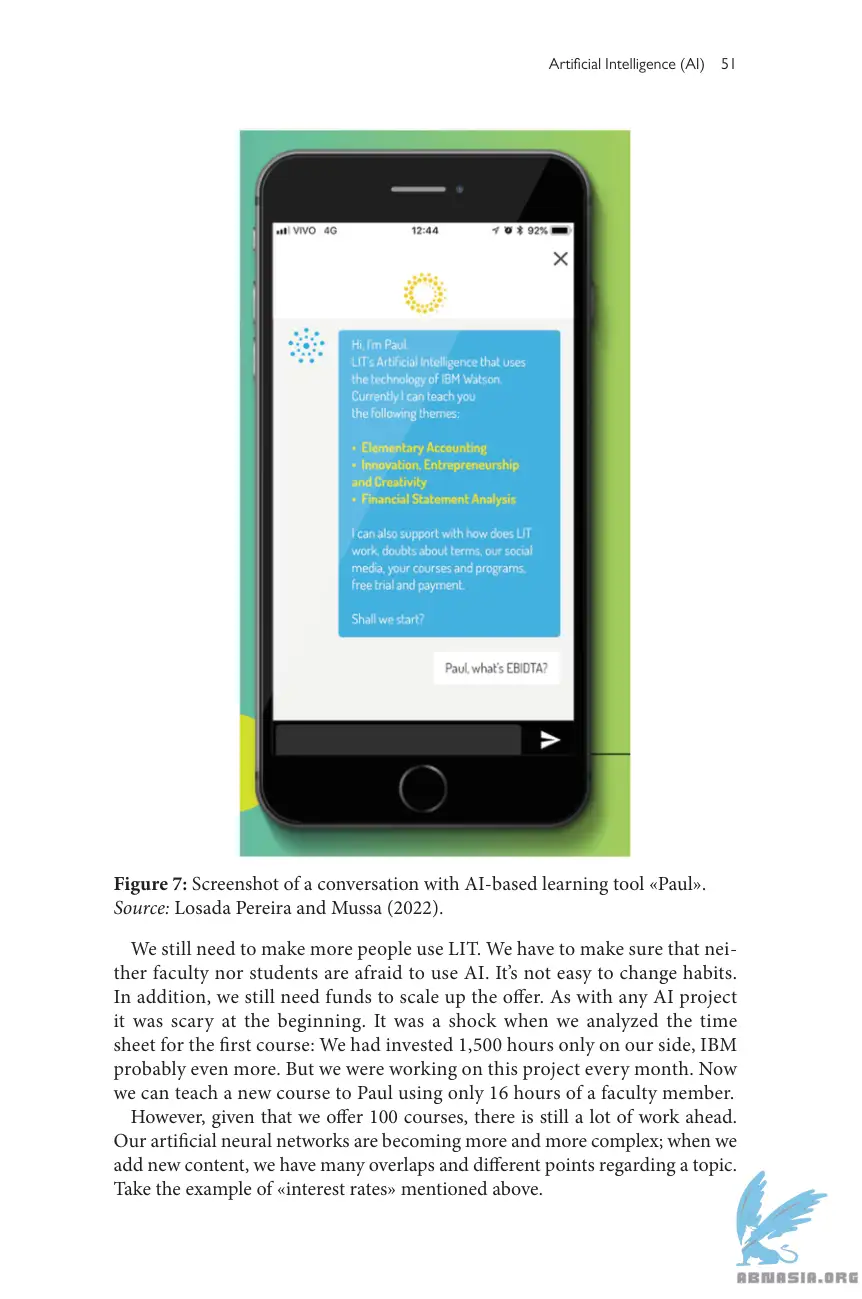 Artificial Intelligence (AI) 51
VIVO 4G 12:44 92%
Hi, I'm Paul.
LIT's Artificial Intelligence that uses
the technology of IBM Watson.
Currently I can teach you
the following themes:
• Elementary Accounting
• Innovation, Entrepreneurship
and Creativity
• Financial Statement Analysis
I can also support with how does LIT
work, doubts about terms, our social
media, your courses and programs,
free trial and payment.
Shall we start?
Paul, what's EBIDTA?
Figure 7: Screenshot of a conversation with AI-based learning tool «Paul».
Source: Losada Pereira and Mussa (2022).
We still need to make more people use LIT. We have to make sure that nei-
ther faculty nor students are afraid to use AI. It's not easy to change habits.
In addition, we still need funds to scale up the offer. As with any AI project
it was scary at the beginning. It was a shock when we analyzed the time
sheet for the first course: We had invested 1,500 hours only on our side, IBM
probably even more. But we were working on this project every month. Now
we can teach a new course to Paul using only 16 hours of a faculty member.
However, given that we offer 100 courses, there is still a lot of work ahead.
Our artificial neural networks are becoming more and more complex; when we
add new content, we have many overlaps and different points regarding a topic.
Take the example of «interest rates» mentioned above.
ABNASIA.ORG